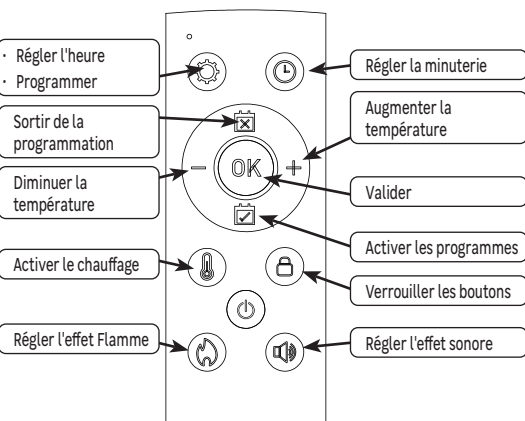 · Régler l'heure
· Programmer
Sortir de la
programmation
Diminuer la
température
Activer le chauffage
Régler l'effet Flamme
OK
Régler la minuterie
Augmenter la
température
Valider
Activer les programmes
Verrouiller les boutons
Régler l'effet sonore